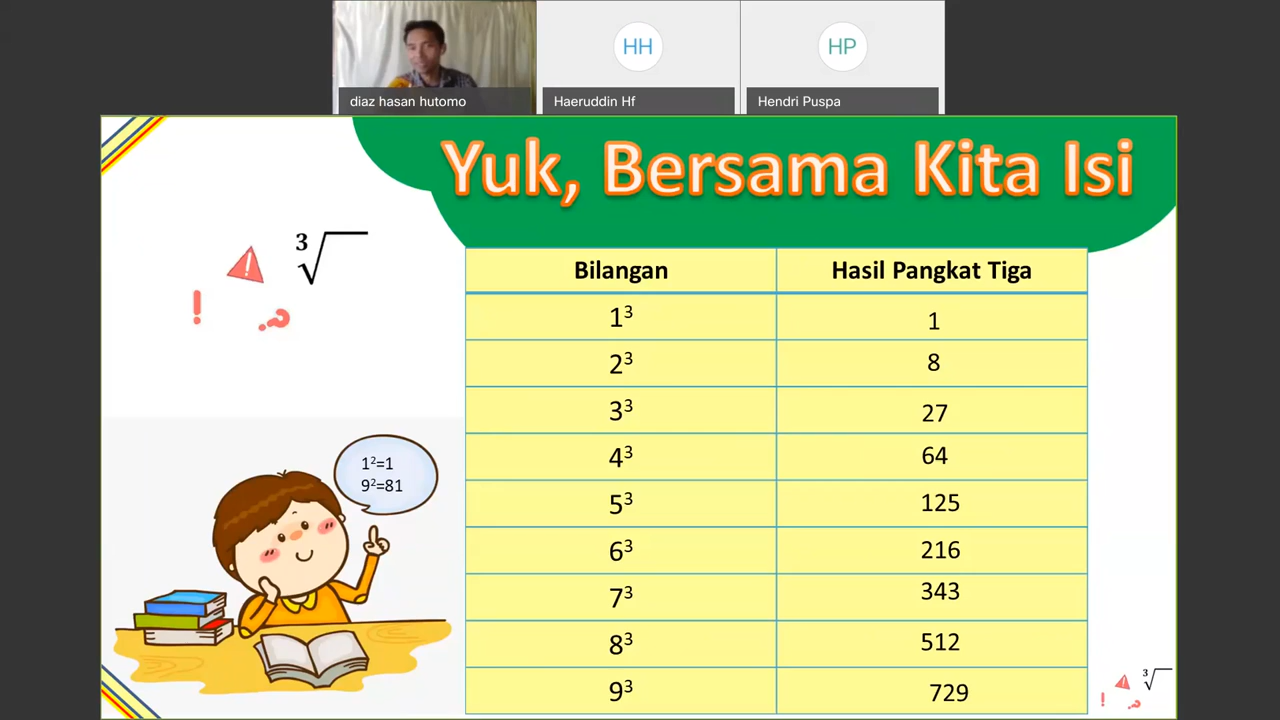 HH
HP
diaz hasan hutomo
Haeruddin Hf
Hendri Puspa
Yuk, Bersama Kita Isi
3√
! ?
Bilangan Hasil Pangkat Tiga
1³ 1
2³ 8
3³ 27
4³ 64
5³ 125
6³ 216
7³ 343
8³ 512
9³ 729
1²=1
9²=81
3√
! ?